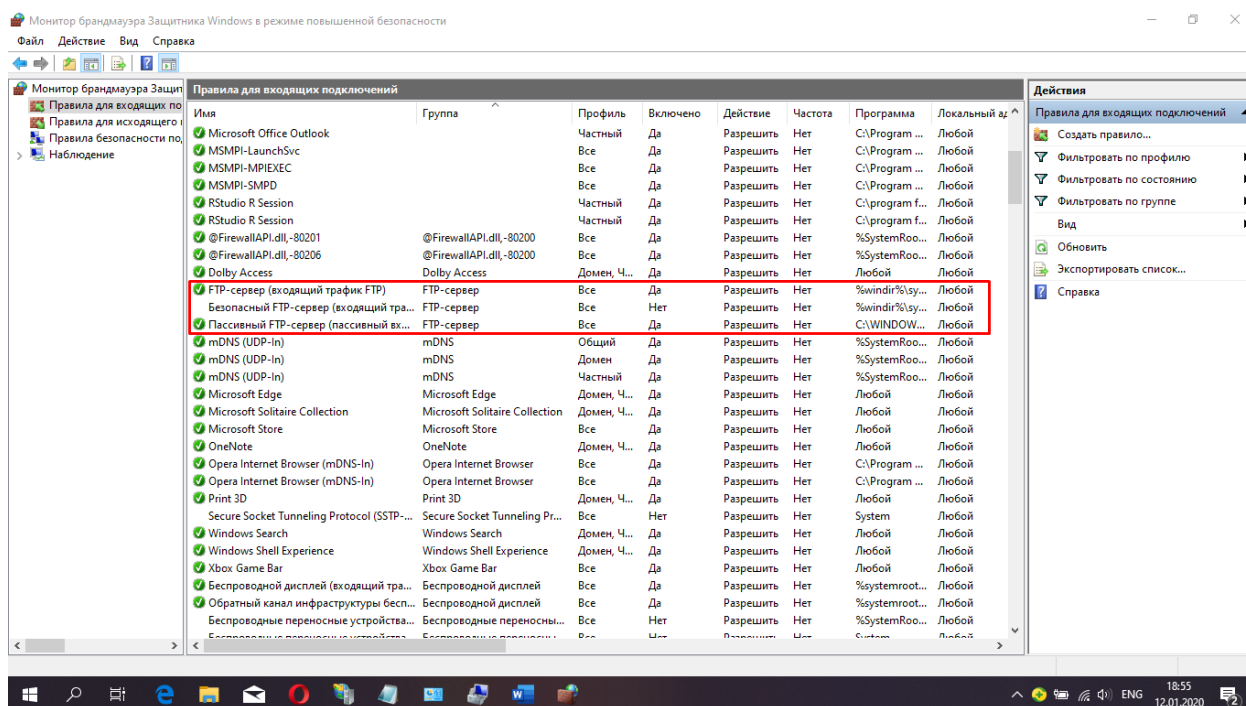 Монитор брандмауэра Защитника Windows в режиме повышенной безопасности
Файл Действие Вид Справка
Монитор брандмауэра Защит
Правила для входящих по
Правила для исходящего
Правила безопасности по
Наблюдение
Правила для входящих подключений
Имя Группа Профиль Включено Действие Частота Программа Локальный ад
Microsoft Office Outlook Частный Да Разрешить Нет C:\Program ... Любой
MSMPI-LaunchSvc Все Да Разрешить Нет C:\Program ... Любой
MSMPI-MPIEXEC Все Да Разрешить Нет C:\Program ... Любой
MSMPI-SMPD Все Да Разрешить Нет C:\Program ... Любой
RStudio R Session Частный Да Разрешить Нет C:\program f... Любой
RStudio R Session Частный Да Разрешить Нет C:\program f... Любой
@FirewallAPI.dll,-80201 @FirewallAPI.dll,-80200 Все Да Разрешить Нет %SystemRoo... Любой
@FirewallAPI.dll,-80206 @FirewallAPI.dll,-80200 Все Да Разрешить Нет %SystemRoo... Любой
Dolby Access Dolby Access Домен, Ч... Да Разрешить Нет Любой Любой
FTP-сервер (входящий трафик FTP) FTP-сервер Все Да Разрешить Нет %windir%\sy... Любой
Безопасный FTP-сервер (входящий тра... FTP-сервер Все Нет Разрешить Нет %windir%\sy... Любой
Пассивный FTP-сервер (пассивный вх... FTP-сервер Все Да Разрешить Нет C:\WINDOW... Любой
mDNS (UDP-In) mDNS Общий Да Разрешить Нет %SystemRoo... Любой
mDNS (UDP-In) mDNS Домен Да Разрешить Нет %SystemRoo... Любой
mDNS (UDP-In) mDNS Частный Да Разрешить Нет %SystemRoo... Любой
Microsoft Edge Microsoft Edge Домен, Ч... Да Разрешить Нет Любой Любой
Microsoft Solitaire Collection Microsoft Solitaire Collection Домен, Ч... Да Разрешить Нет Любой Любой
Microsoft Store Microsoft Store Все Да Разрешить Нет Любой Любой
OneNote OneNote Домен, Ч... Да Разрешить Нет Любой Любой
Opera Internet Browser (mDNS-In) Opera Internet Browser Все Да Разрешить Нет C:\Program ... Любой
Opera Internet Browser (mDNS-In) Opera Internet Browser Все Да Разрешить Нет C:\Program ... Любой
Print 3D Print 3D Домен, Ч... Да Разрешить Нет Любой Любой
Secure Socket Tunneling Protocol (SSTP-... Secure Socket Tunneling Pr... Все Нет Разрешить Нет System Любой
Windows Search Windows Search Домен, Ч... Да Разрешить Нет Любой Любой
Windows Shell Experience Windows Shell Experience Домен, Ч... Да Разрешить Нет Любой Любой
Xbox Game Bar Xbox Game Bar Все Да Разрешить Нет Любой Любой
Беспроводной дисплей (входящий тра... Беспроводной дисплей Все Да Разрешить Нет %systemroot... Любой
Обратный канал инфраструктуры бесп... Беспроводной дисплей Все Да Разрешить Нет %systemroot... Любой
Беспроводные переносные устройства... Беспроводные переносны... Все Нет Разрешить Нет %SystemRoo... Любой
Беспроводные переносные устройства... Беспроводные переносны... Все Нет Разрешить Нет System Любой
Действия
Правила для входящих подключений
Создать правило...
Фильтровать по профилю
Фильтровать по состоянию
Фильтровать по группе
Вид
Обновить
Экспортировать список...
Справка
ENG
18:55
12.01.2020
2